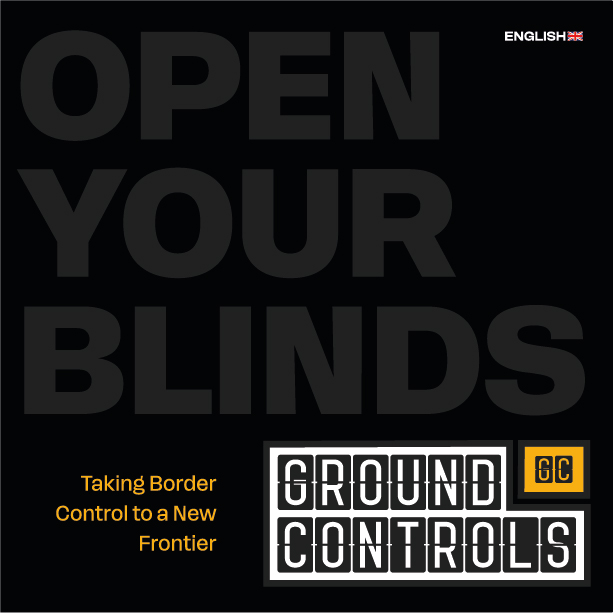 OPEN
ENGLISH
YOUR
BLINDS
Taking Border
Control to a New
Frontier
GROUND
GC
CONTROLS